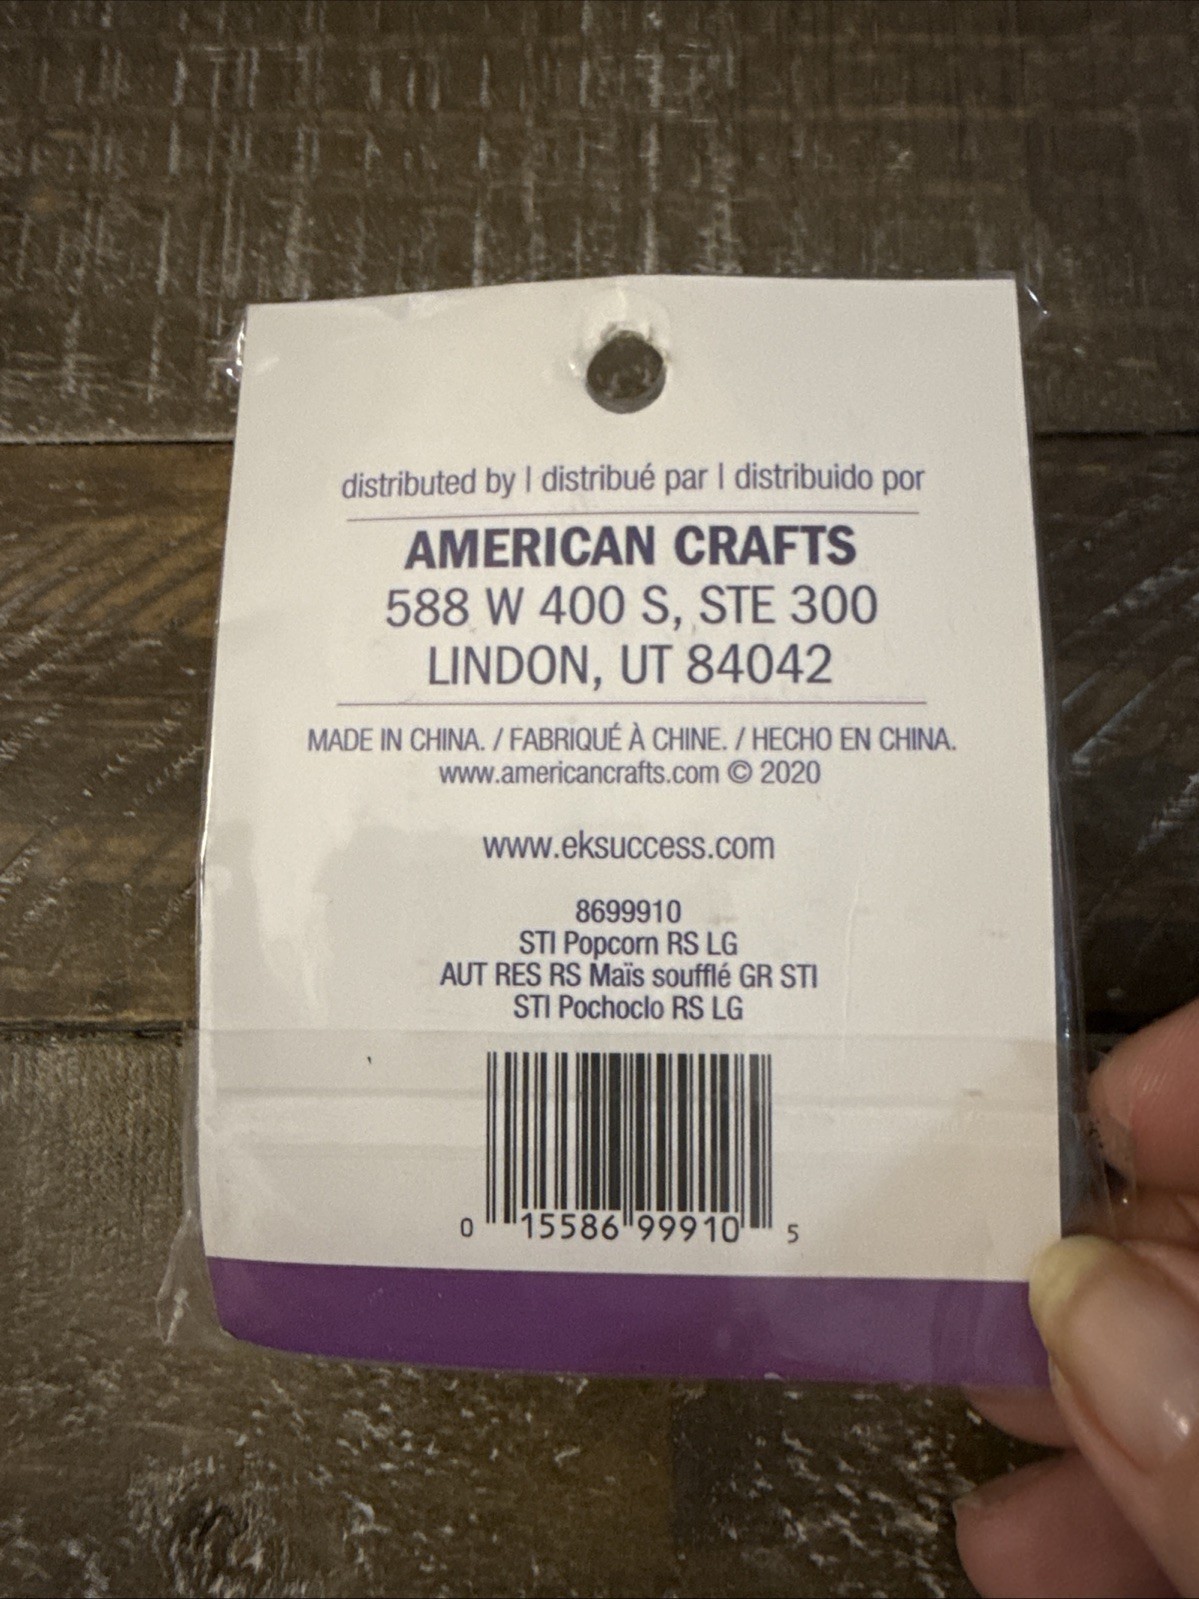 distributed by | distribué par | distribuido por
AMERICAN CRAFTS
588 W 400 S, STE 300
LINDON, UT 84042
MADE IN CHINA. / FABRIQUÉ À CHINE. / HECHO EN CHINA.
www.americancrafts.com © 2020
www.eksuccess.com
8699910
STI Popcorn RS LG
AUT RES RS Maïs soufflé GR STI
STI Pochoclo RS LG
0 15586 99910 5